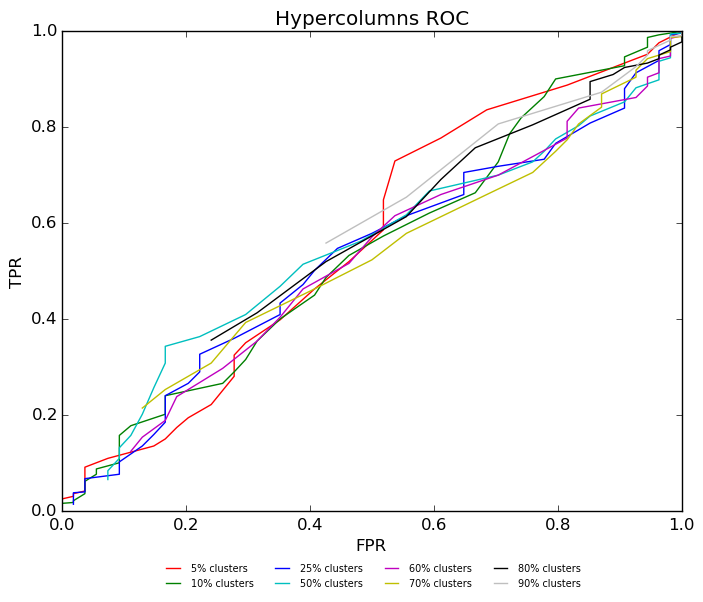 Hypercolumns ROC
1.0
0.8
0.6
0.4
0.2
0.0
TPR
0.0 0.2 0.4 0.6 0.8 1.0
FPR
5% clusters 25% clusters 60% clusters 80% clusters
10% clusters 50% clusters 70% clusters 90% clusters